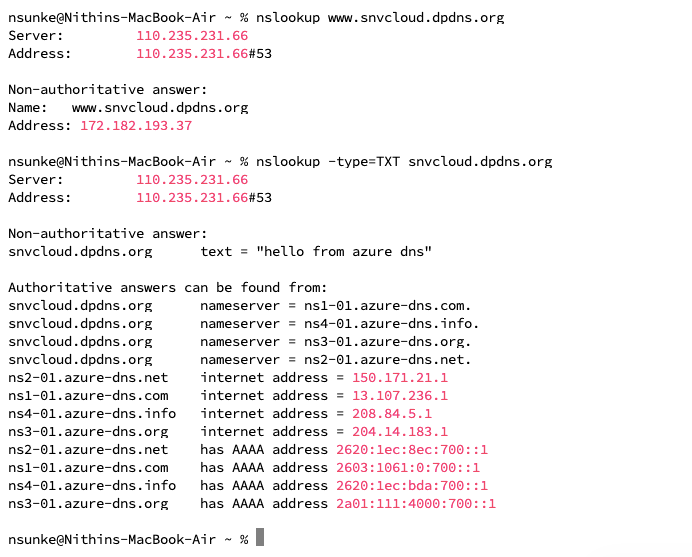 nsunke@Nithins-MacBook-Air ~ % nslookup www.snvcloud.dpdns.org
Server:         110.235.231.66
Address:        110.235.231.66#53

Non-authoritative answer:
Name:   www.snvcloud.dpdns.org
Address: 172.182.193.37

nsunke@Nithins-MacBook-Air ~ % nslookup -type=TXT snvcloud.dpdns.org
Server:         110.235.231.66
Address:        110.235.231.66#53

Non-authoritative answer:
snvcloud.dpdns.org      text = "hello from azure dns"

Authoritative answers can be found from:
snvcloud.dpdns.org      nameserver = ns1-01.azure-dns.com.
snvcloud.dpdns.org      nameserver = ns4-01.azure-dns.info.
snvcloud.dpdns.org      nameserver = ns3-01.azure-dns.org.
snvcloud.dpdns.org      nameserver = ns2-01.azure-dns.net.
ns2-01.azure-dns.net    internet address = 150.171.21.1
ns1-01.azure-dns.com    internet address = 13.107.236.1
ns4-01.azure-dns.info   internet address = 208.84.5.1
ns3-01.azure-dns.org    internet address = 204.14.183.1
ns2-01.azure-dns.net    has AAAA address 2620:1ec:8ec:700::1
ns1-01.azure-dns.com    has AAAA address 2603:1061:0:700::1
ns4-01.azure-dns.info   has AAAA address 2620:1ec:bda:700::1
ns3-01.azure-dns.org    has AAAA address 2a01:111:4000:700::1

nsunke@Nithins-MacBook-Air ~ %